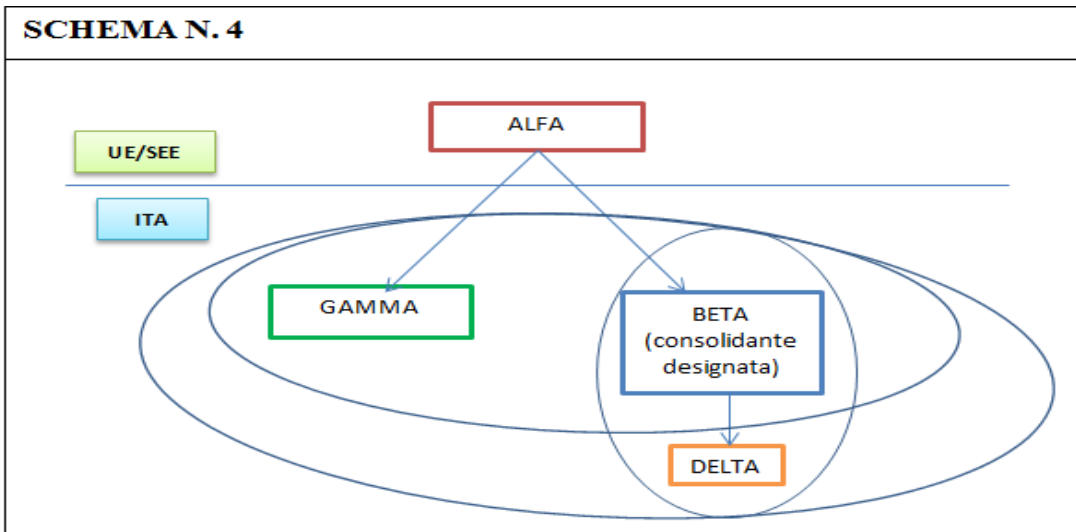 SCHEMA N. 4
ALFA
UE/SEE
ITA
GAMMA
BETA
(consolidante
designata)
DELTA